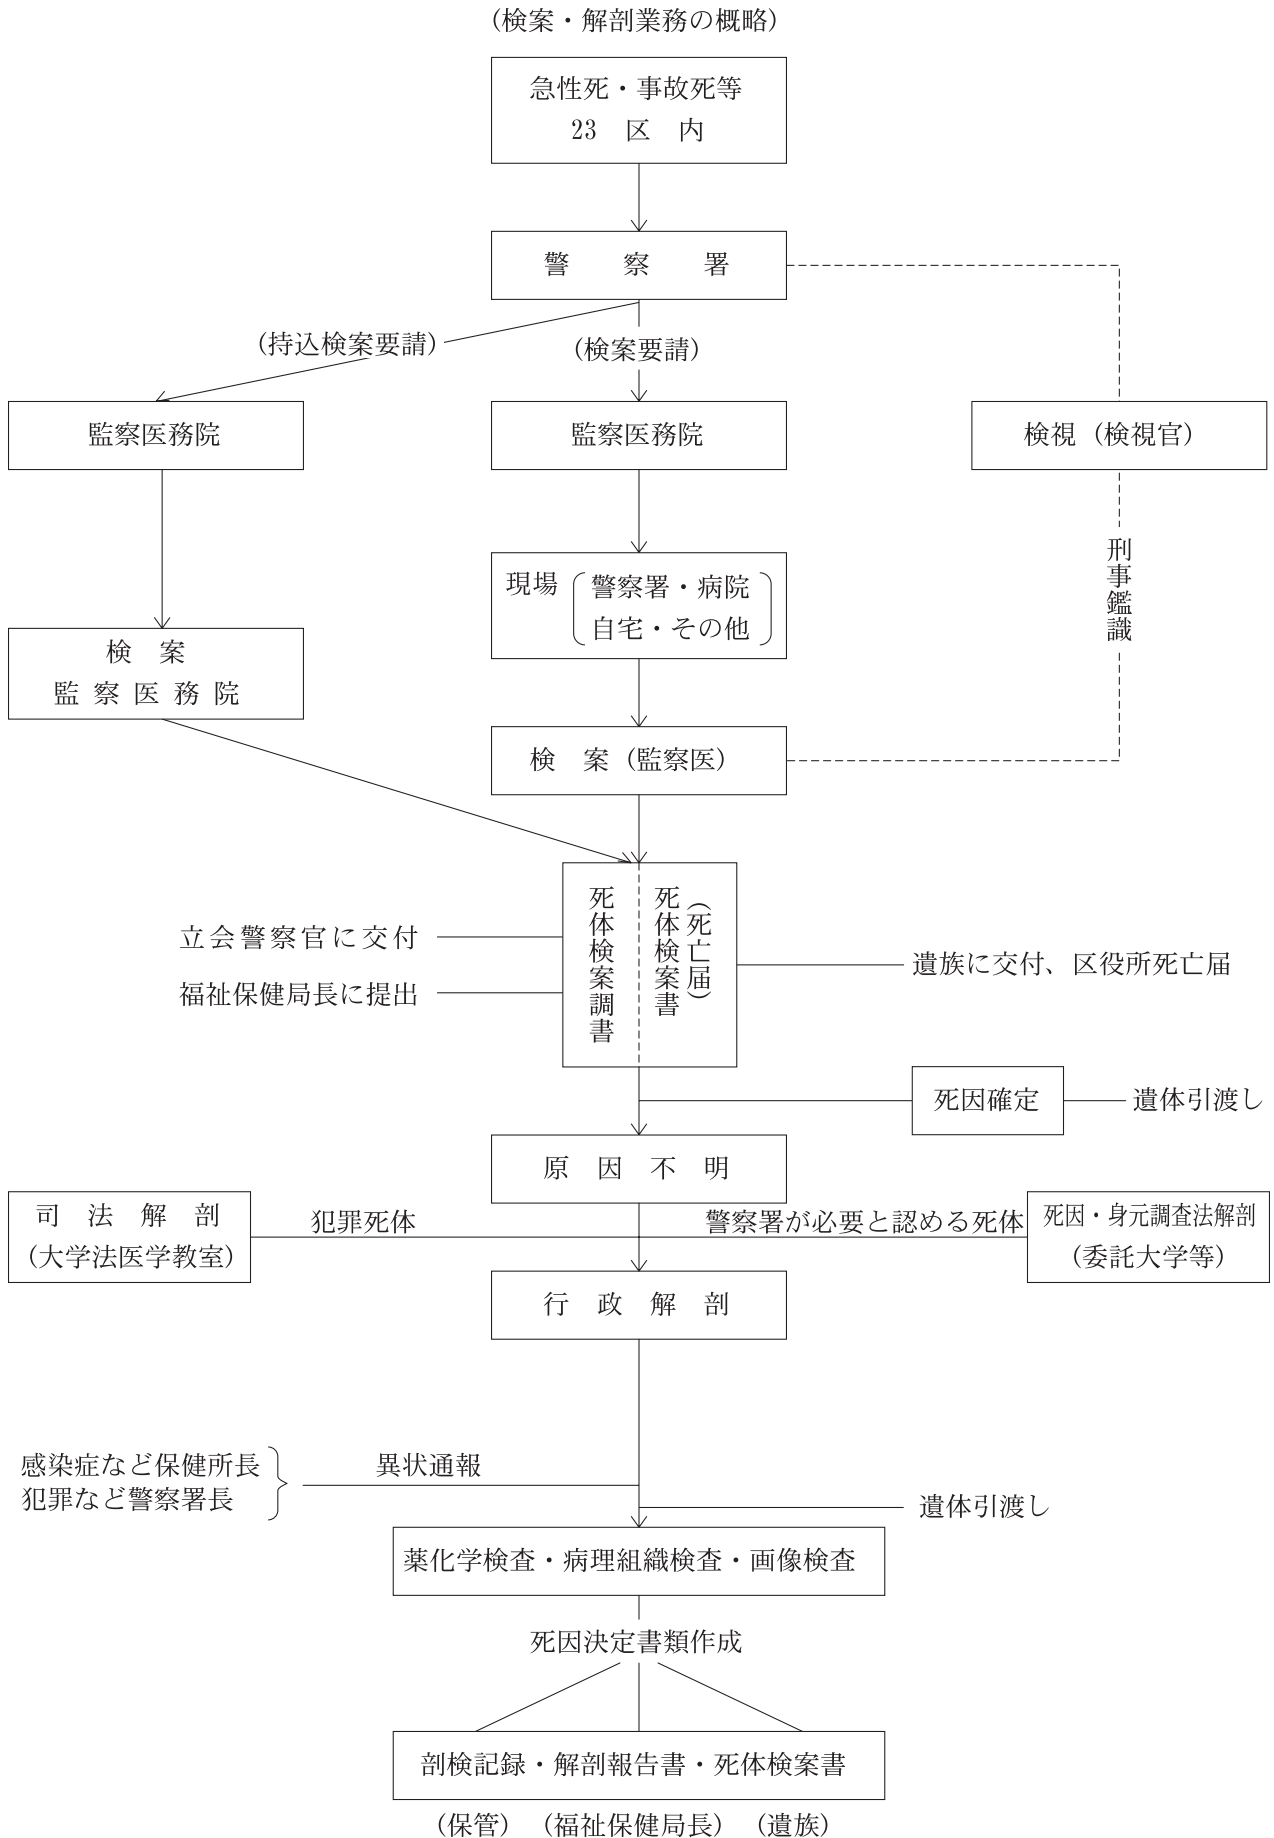 (検案・解剖業務の概略)
急性死・事故死等
23 区 内
警 察 署
(持込検案要請)
(検案要請)
監察医務院
監察医務院
検視(検視官)
現場
警察署・病院
自宅・その他
刑事鑑識
検 案
監 察 医 務 院
検 案(監察医)
死体検案調書
死体検案書
(死亡届)
立会警察官に交付
福祉保健局長に提出
遺族に交付、区役所死亡届
死因確定
遺体引渡し
原 因 不 明
司 法 解 剖
(大学法医学教室)
犯罪死体
警察署が必要と認める死体
死因・身元調査法解剖
(委託大学等)
行 政 解 剖
感染症など保健所長
犯罪など警察署長
異状通報
遺体引渡し
薬化学検査・病理組織検査・画像検査
死因決定書類作成
剖検記録・解剖報告書・死体検案書
(保管) (福祉保健局長) (遺族)